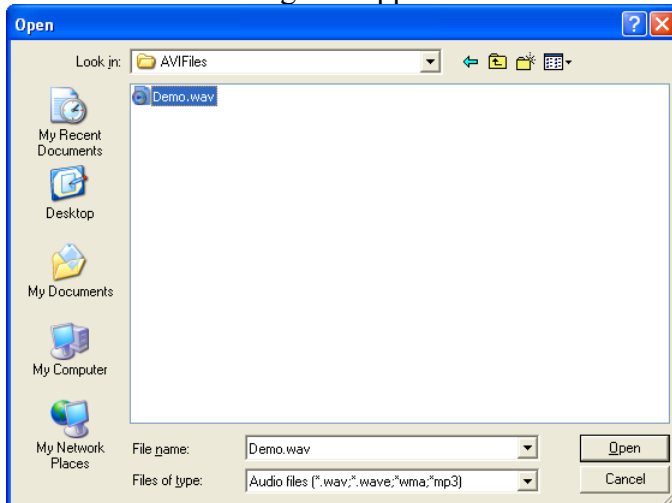 Open
Look in: AVIFiles
Demo.wav
My Recent
Documents
Desktop
My Documents
My Computer
My Network
Places
File name: Demo.wav Open
Files of type: Audio files (*.wav;*.wave;*wma;*mp3) Cancel